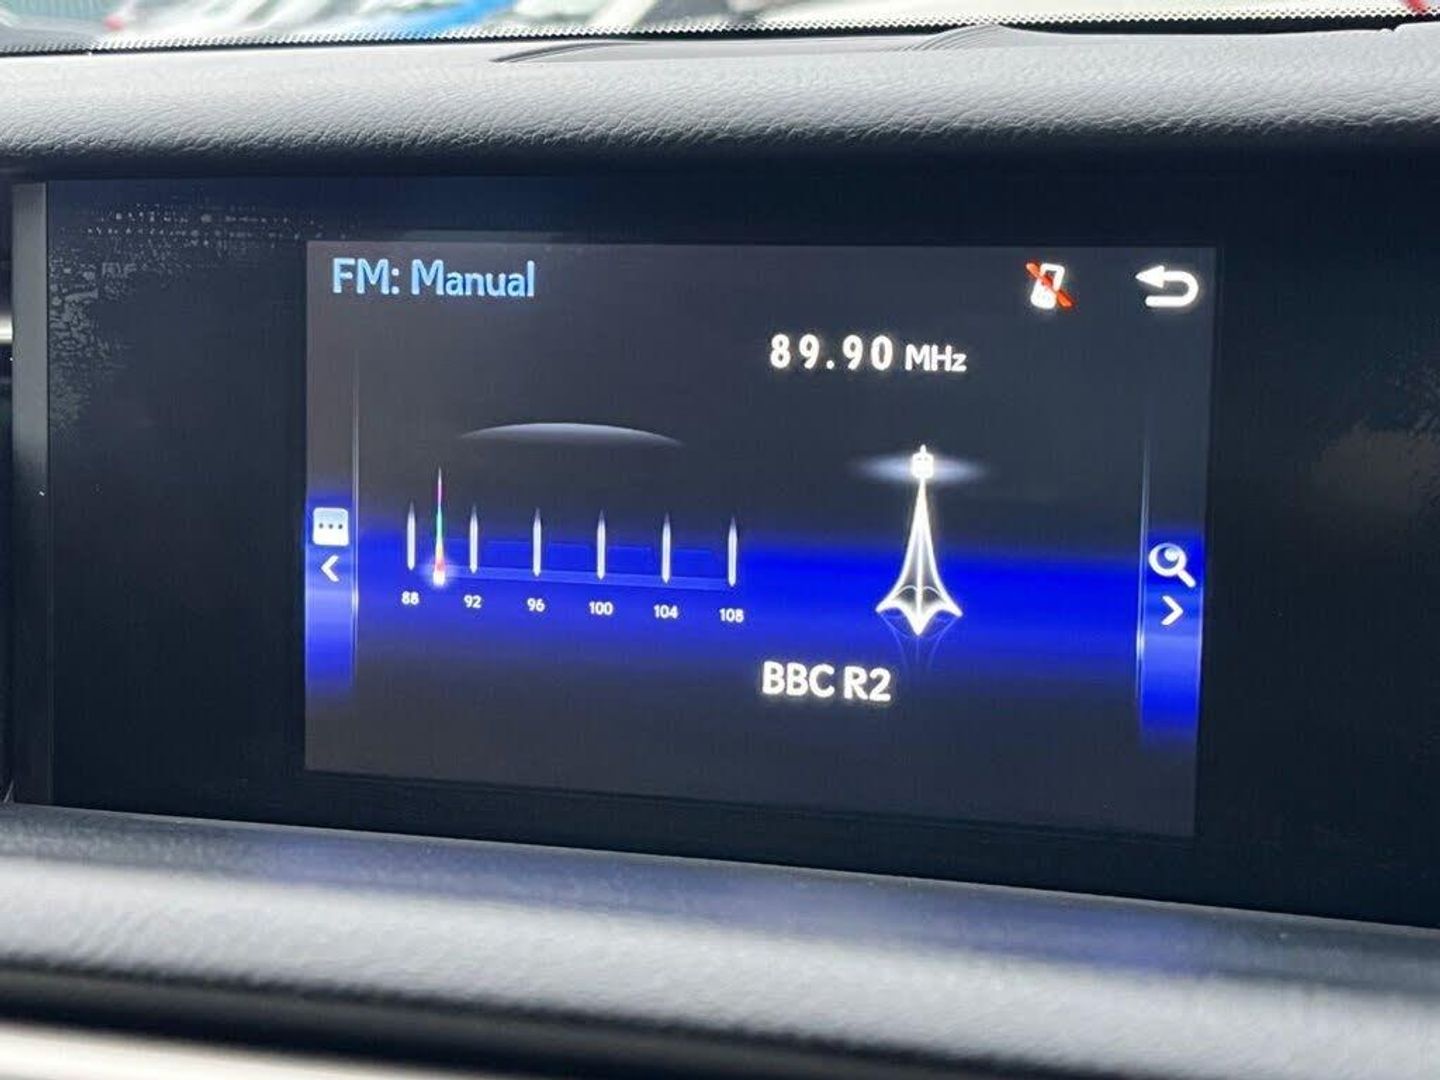 FM: Manual
89.90 MHz
88 92 96 100 104 108
BBC R2